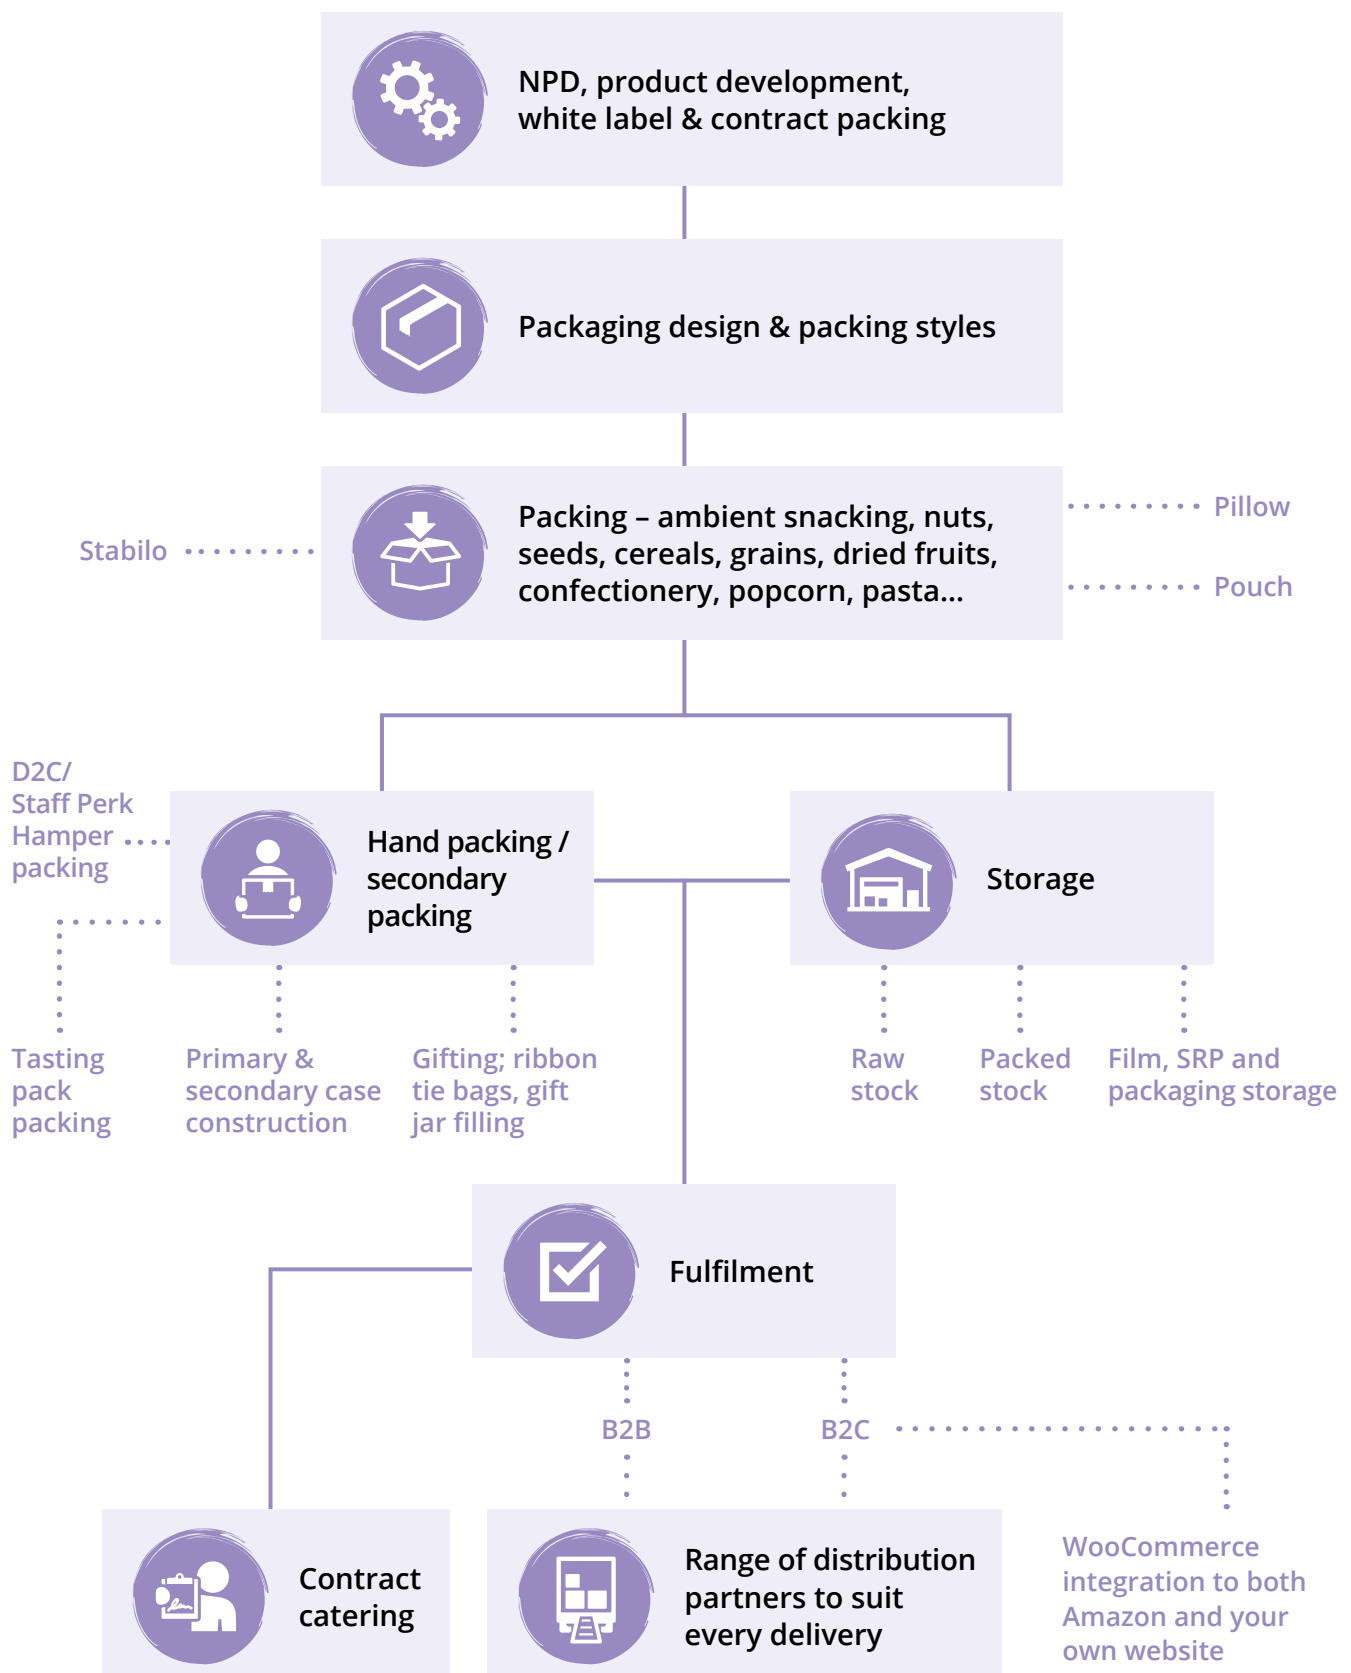 NPD, product development,
white label & contract packing
Packaging design & packing styles
Stabilo
Packing – ambient snacking, nuts,
seeds, cereals, grains, dried fruits,
confectionery, popcorn, pasta...
Pillow
Pouch
D2C/
Staff Perk
Hamper
packing
Hand packing /
secondary
packing
Storage
Tasting
pack
packing
Primary &
secondary case
construction
Gifting; ribbon
tie bags, gift
jar filling
Raw
stock
Packed
stock
Film, SRP and
packaging storage
Fulfilment
B2B
B2C
Contract
catering
Range of distribution
partners to suit
every delivery
WooCommerce
integration to both
Amazon and your
own website